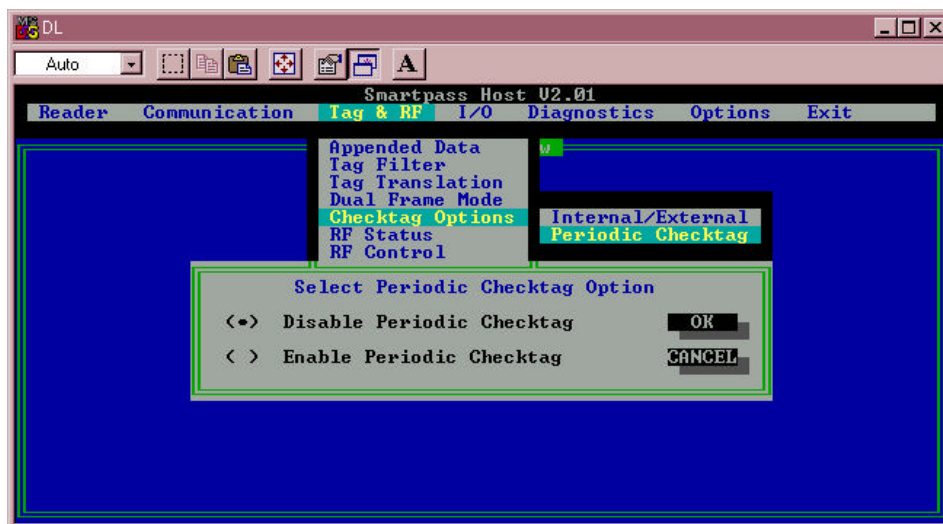 DL
Auto
A
Smartpass Host V2.01
Reader Communication Tag & RF I/O Diagnostics Options Exit
Appended Data
w
Tag Filter
Tag Translation
Dual Frame Mode
Checktag Options
Internal/External
RF Status
Periodic Checktag
RF Control
Select Periodic Checktag Option
(•) Disable Periodic Checktag OK
( ) Enable Periodic Checktag CANCEL